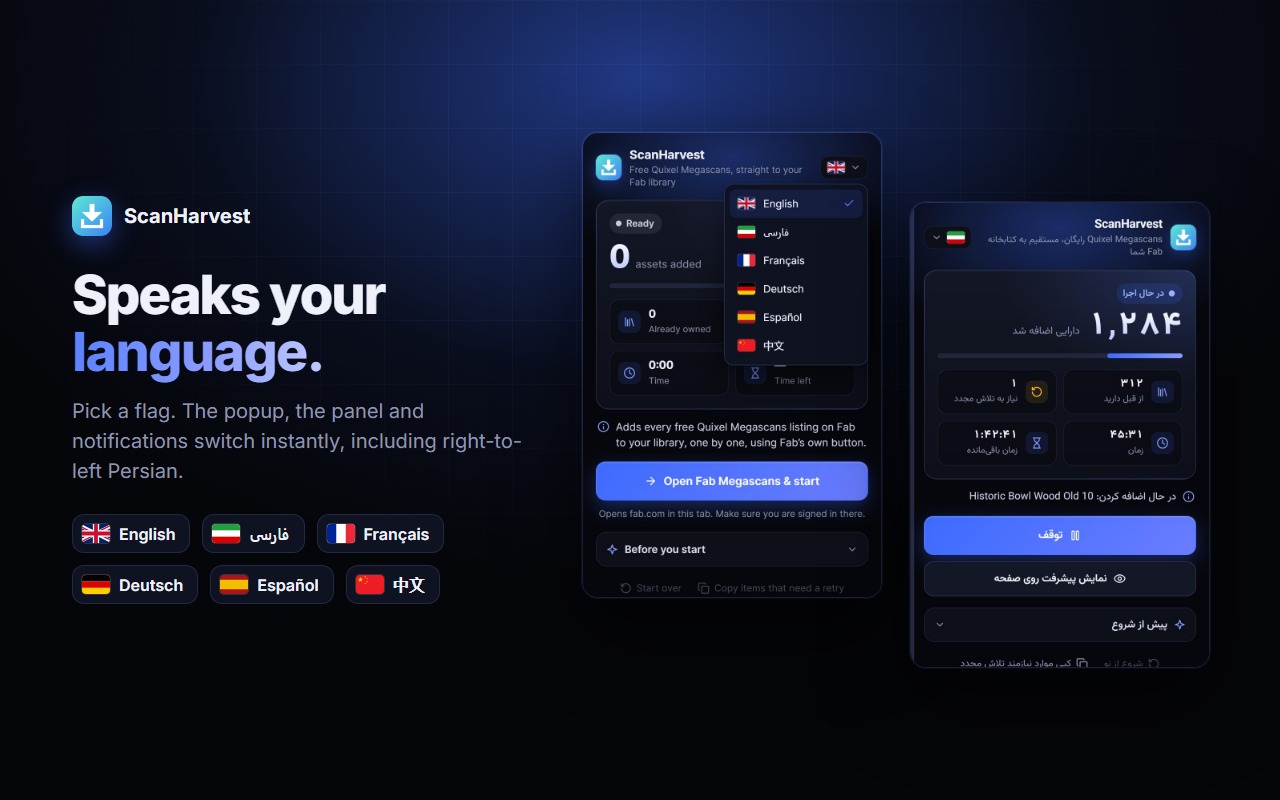 ScanHarvest
Speaks your
language.
Pick a flag. The popup, the panel and
notifications switch instantly, including right-to-
left Persian.
English
فارسی
Français
Deutsch
Español
中文
ScanHarvest
Free Quixel Megascans, straight to your
Fab library
English
فارسی
Français
Deutsch
Español
中文
Ready
0 assets added
0
Already owned
0:00
Time
Time left
Adds every free Quixel Megascans listing on Fab
to your library, one by one, using Fab’s own button.
Open Fab Megascans & start
Opens fab.com in this tab. Make sure you are signed in there.
Before you start
Start over
Copy items that need a retry
ScanHarvest
Quixel Megascans رایگان، مستقیم به کتابخانه
Fab شما
در حال اجرا
۱,۲۸۴ دارایی اضافه شد
۳۱۲
از قبل دارید
۱
نیاز به تلاش مجدد
۴۵:۳۱
زمان
۱:۴۲:۴۱
زمان باقی‌مانده
در حال اضافه کردن: Historic Bowl Wood Old 10
توقف
نمایش پیشرفت روی صفحه
پیش از شروع
شروع از نو
کپی موارد نیازمند تلاش مجدد